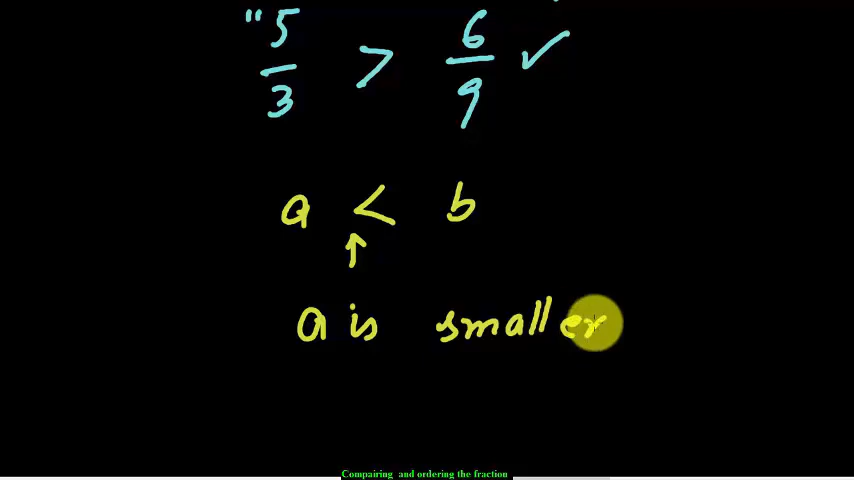 " 5/3 > 6/9 ✓
a < b
↑
a is smaller
Compairing and ordering the fraction